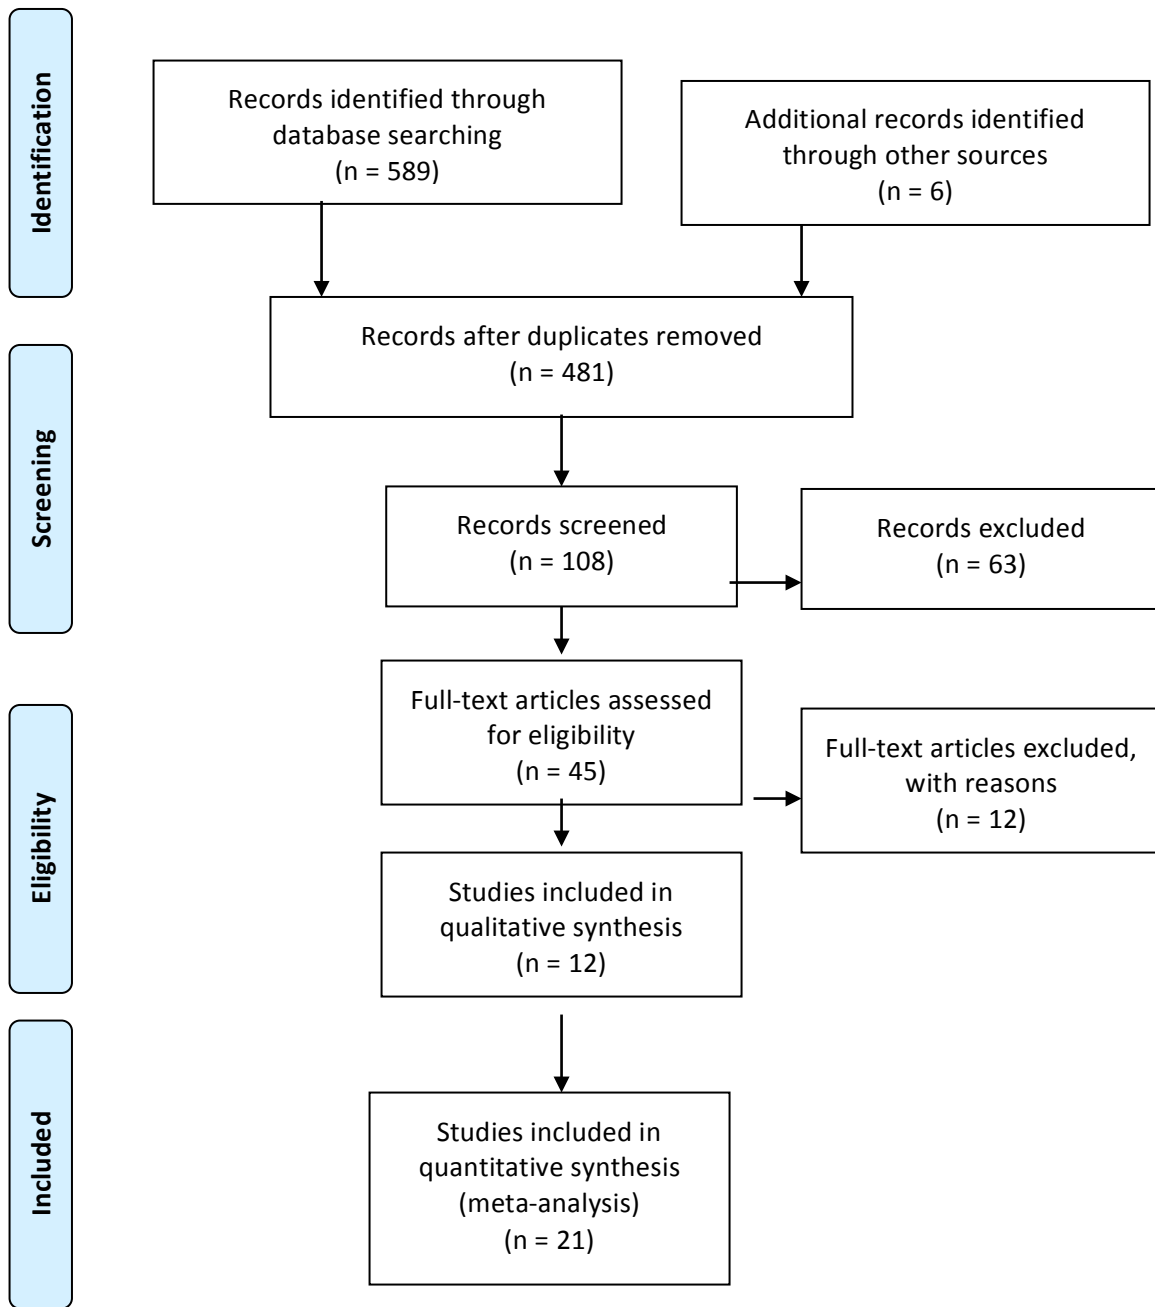 Identification
Records identified through
database searching
(n = 589)
Additional records identified
through other sources
(n = 6)
Records after duplicates removed
(n = 481)
Screening
Records screened
(n = 108)
Records excluded
(n = 63)
Full-text articles assessed
for eligibility
(n = 45)
Eligibility
Full-text articles excluded,
with reasons
(n = 12)
Studies included in
qualitative synthesis
(n = 12)
Included
Studies included in
quantitative synthesis
(meta-analysis)
(n = 21)